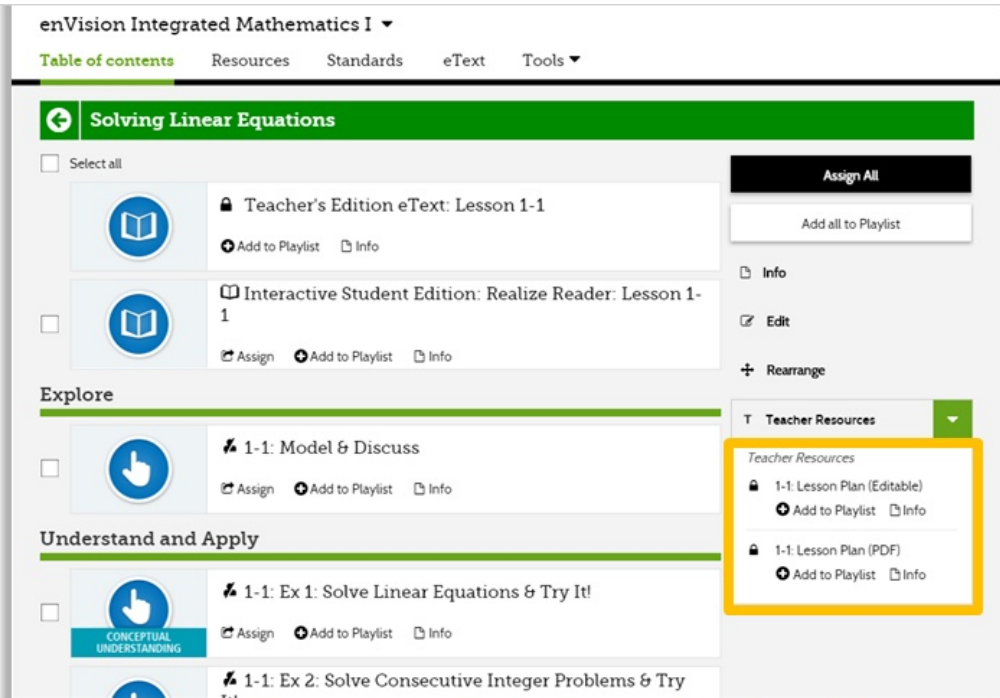 enVision Integrated Mathematics I
Table of contents Resources Standards eText Tools
Solving Linear Equations
Select all
Teacher's Edition eText: Lesson 1-1
Add to Playlist Info
Interactive Student Edition: Realize Reader: Lesson 1-
1
Assign Add to Playlist Info
Explore
1-1: Model & Discuss
Assign Add to Playlist Info
Understand and Apply
1-1: Ex 1: Solve Linear Equations & Try It!
CONCEPTUAL
UNDERSTANDING
Assign Add to Playlist Info
1-1: Ex 2: Solve Consecutive Integer Problems & Try
It!
Assign All
Add all to Playlist
Info
Edit
Rearrange
T Teacher Resources
Teacher Resources
1-1: Lesson Plan (Editable)
Add to Playlist Info
1-1: Lesson Plan (PDF)
Add to Playlist Info